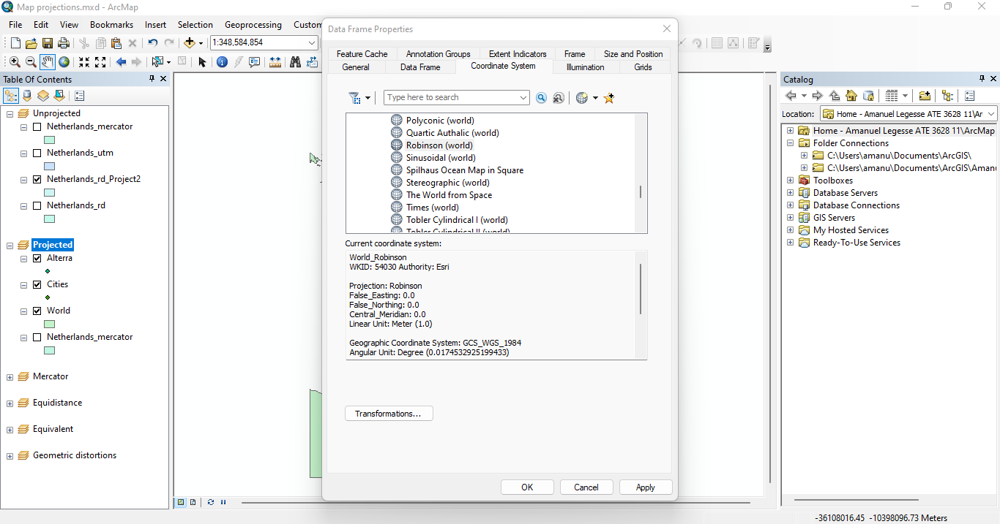 Map projections.mxd - ArcMap
File Edit View Bookmarks Insert Selection Geoprocessing Custom
1:348,584,854
Table Of Contents
Unprojected
Netherlands_mercator
Netherlands_utm
Netherlands_rd_Project2
Netherlands_rd
Projected
Alterra
Cities
World
Netherlands_mercator
Mercator
Equidistance
Equivalent
Geometric distortions
Data Frame Properties
Feature Cache Annotation Groups Extent Indicators Frame Size and Position
General Data Frame Coordinate System Illumination Grids
Type here to search
Polyconic (world)
Quartic Authalic (world)
Robinson (world)
Sinusoidal (world)
Spilhaus Ocean Map in Square
Stereographic (world)
The World from Space
Times (world)
Tobler Cylindrical I (world)
Tobler Cylindrical II (world)
Current coordinate system:
World_Robinson
WKID: 54030 Authority: Esri
Projection: Robinson
False_Easting: 0.0
False_Northing: 0.0
Central_Meridian: 0.0
Linear Unit: Meter (1.0)
Geographic Coordinate System: GCS_WGS_1984
Angular Unit: Degree (0.0174532925199433)
Transformations...
OK Cancel Apply
Catalog
Location: Home - Amanuel Legesse ATE 3628 11\Ar
Home - Amanuel Legesse ATE 3628 11\ArcMap
Folder Connections
C:\Users\amanu\Documents\ArcGIS\
C:\Users\amanu\Documents\ArcGIS\Amanu
Toolboxes
Database Servers
Database Connections
GIS Servers
My Hosted Services
Ready-To-Use Services
-36108016.45 -10398096.73 Meters